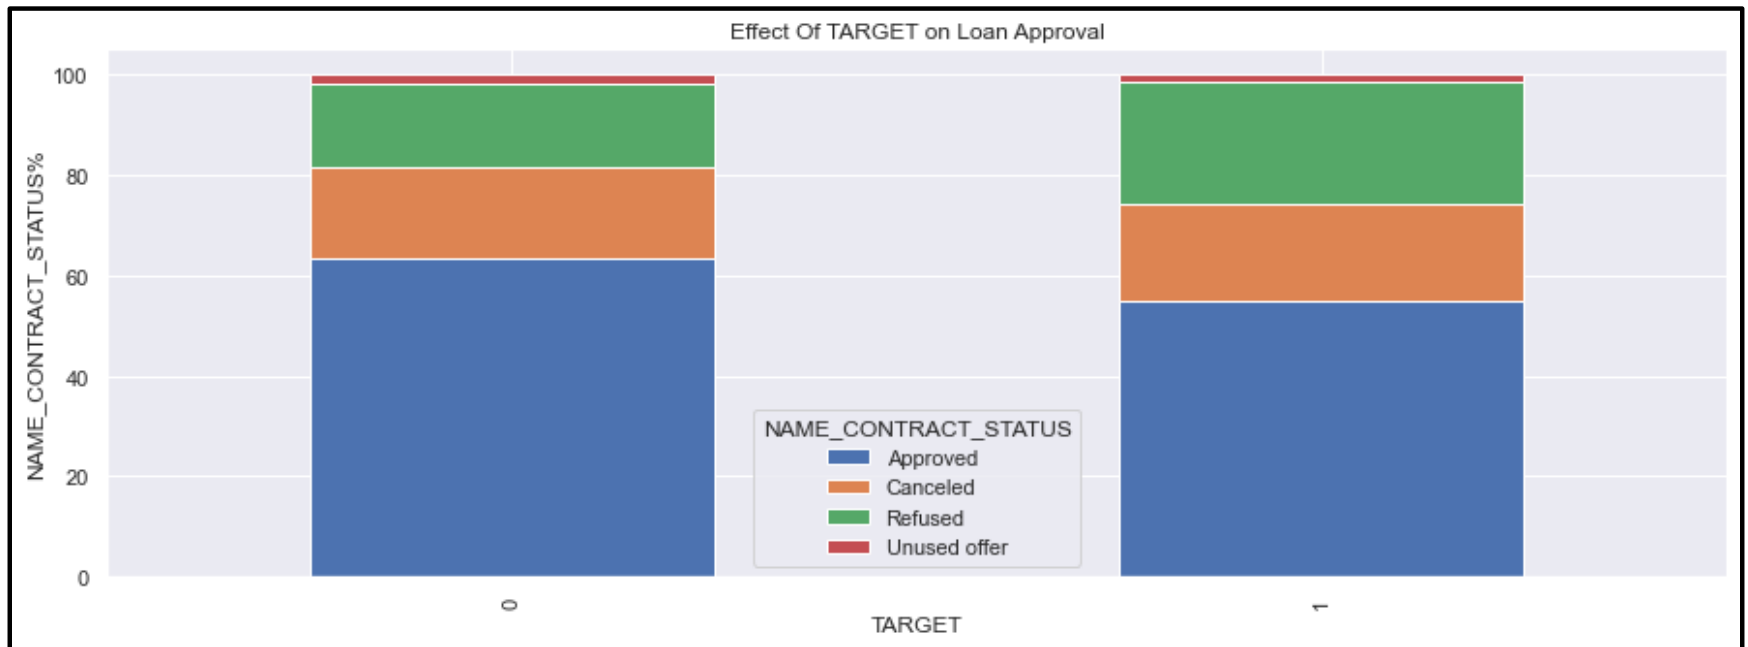 Effect Of TARGET on Loan Approval
NAME_CONTRACT_STATUS%
100
80
60
40
20
0
NAME_CONTRACT_STATUS
Approved
Canceled
Refused
Unused offer
0
1
TARGET